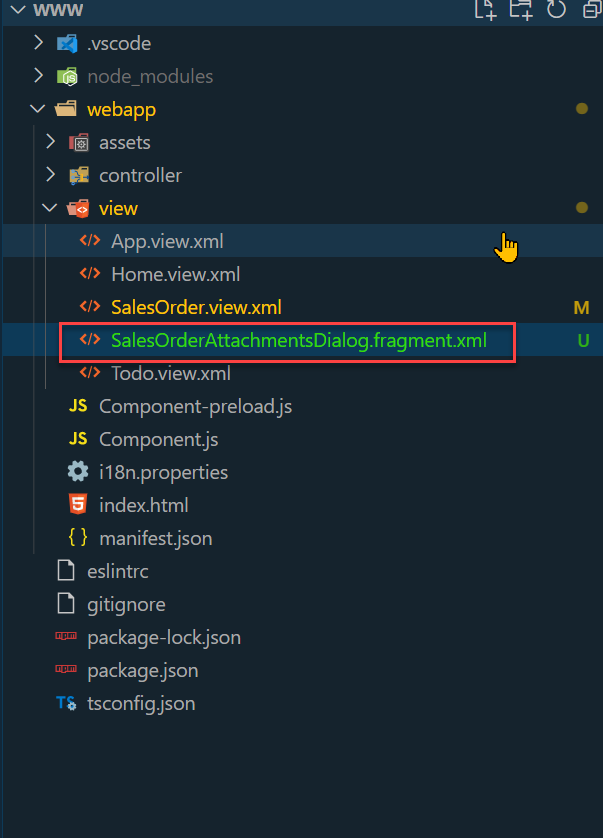 WWW
.vscode
node_modules
webapp
assets
controller
view
App.view.xml
Home.view.xml
SalesOrder.view.xml M
SalesOrderAttachmentsDialog.fragment.xml U
Todo.view.xml
JS Component-preload.js
JS Component.js
i18n.properties
index.html
{ } manifest.json
eslintrc
gitignore
package-lock.json
package.json
TS tsconfig.json